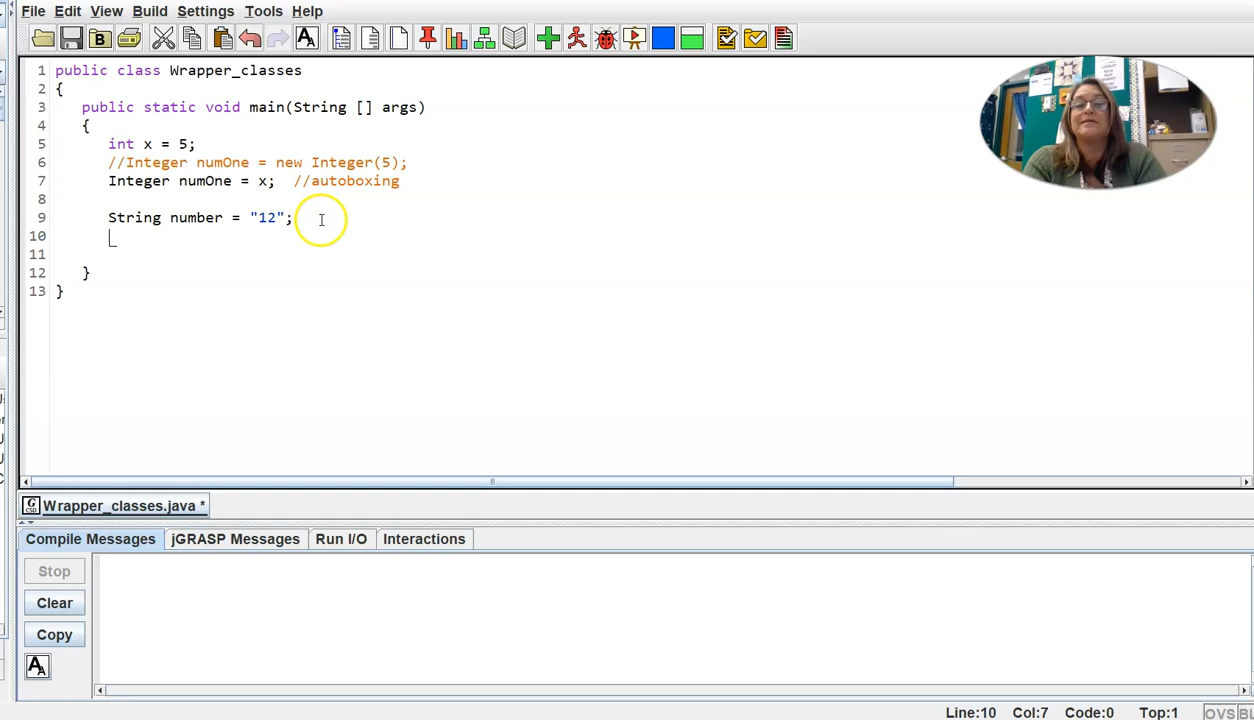 File Edit View Build Settings Tools Help
1 public class Wrapper_classes
2 {
3 public static void main(String [] args)
4 {
5 int x = 5;
6 //Integer numOne = new Integer(5);
7 Integer numOne = x; //autoboxing
8
9 String number = "12";
10
11
12 }
13 }
Wrapper_classes.java *
Compile Messages jGRASP Messages Run I/O Interactions
Stop
Clear
Copy
Line:10 Col:7 Code:0 Top:1 OVS BL